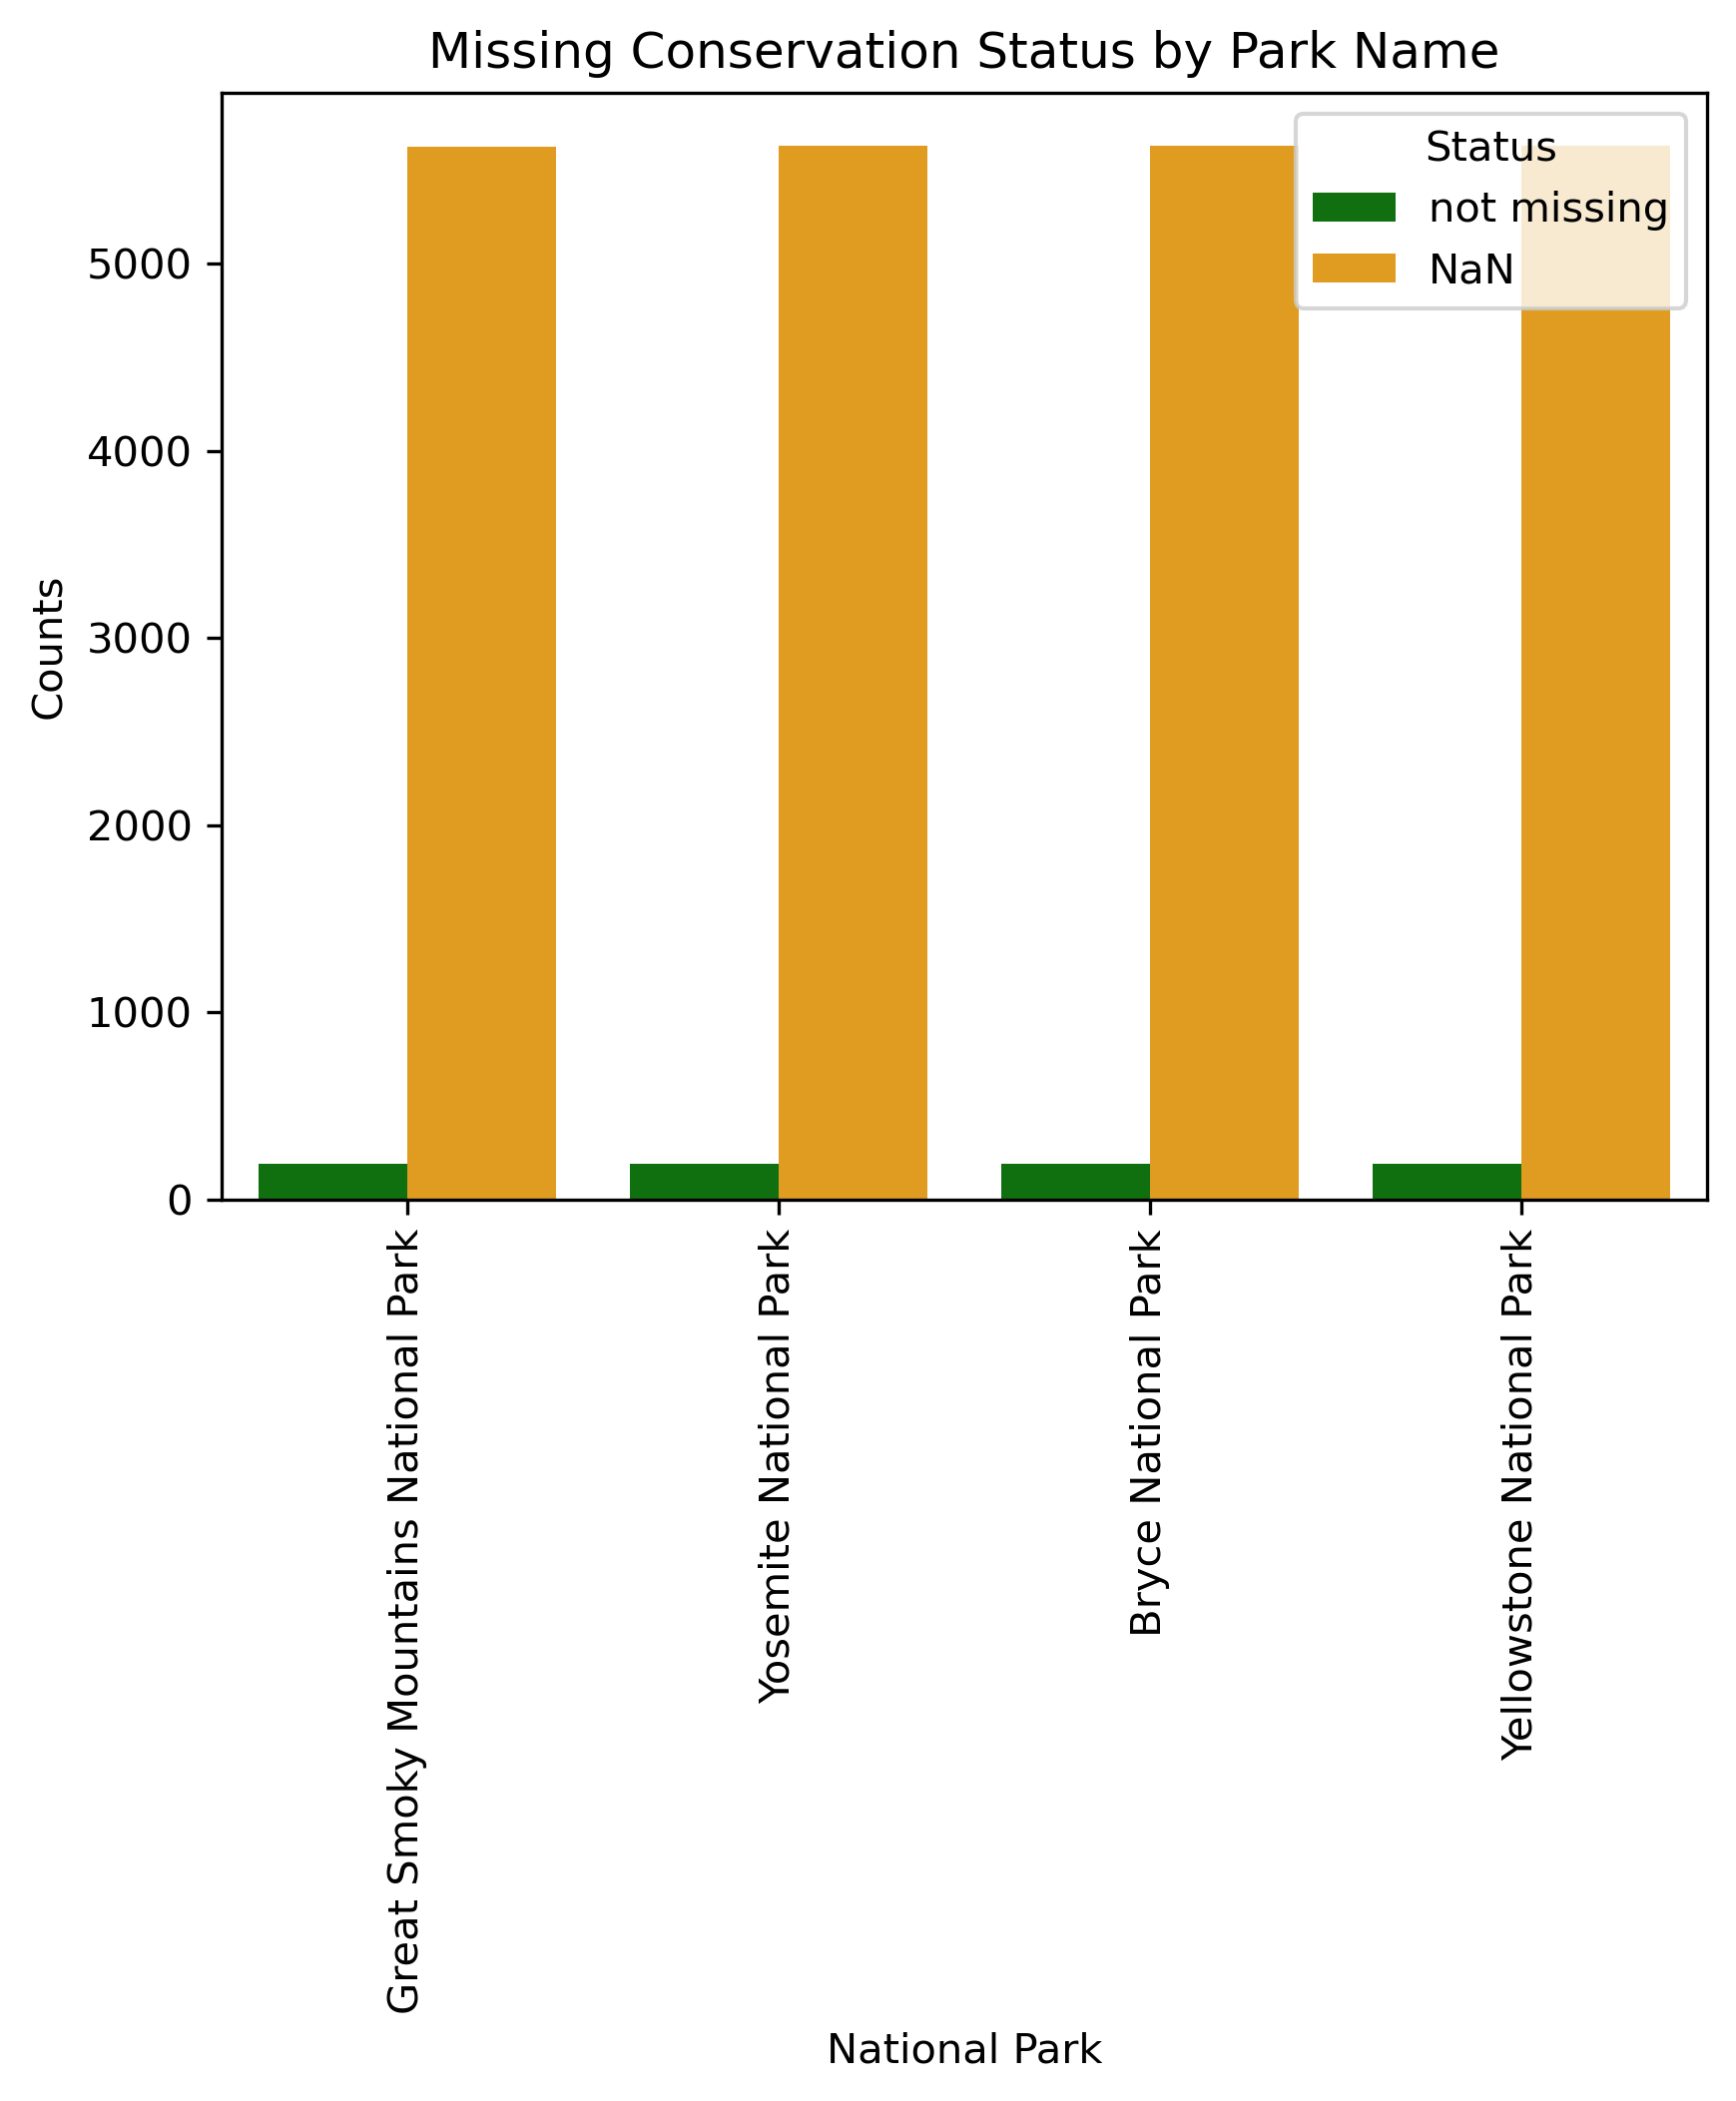 Missing Conservation Status by Park Name
Status
not missing
NaN
Counts
5000
4000
3000
2000
1000
0
Great Smoky Mountains National Park
Yosemite National Park
Bryce National Park
Yellowstone National Park
National Park